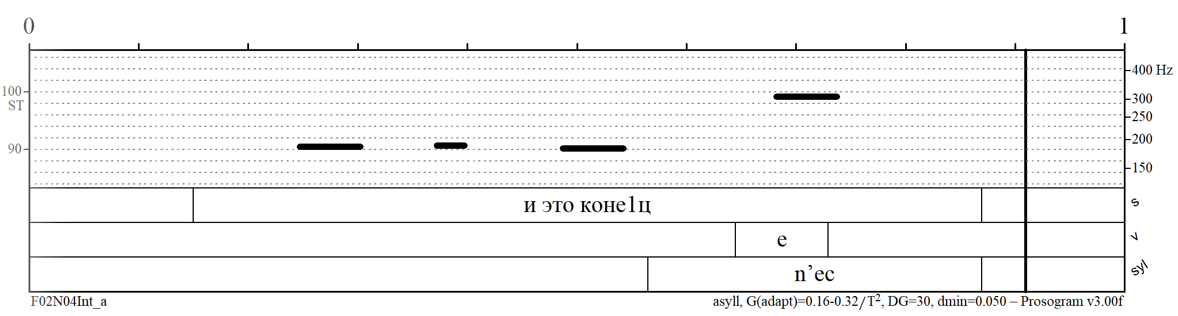 0 1
400 Hz
100
ST
300
250
200
90
150
и это коне1ц
s
е
v
n’ec
syl
F02N04Int_a
asyll, G(adapt)=0.16-0.32/T², DG=30, dmin=0.050 – Prosogram v3.00f